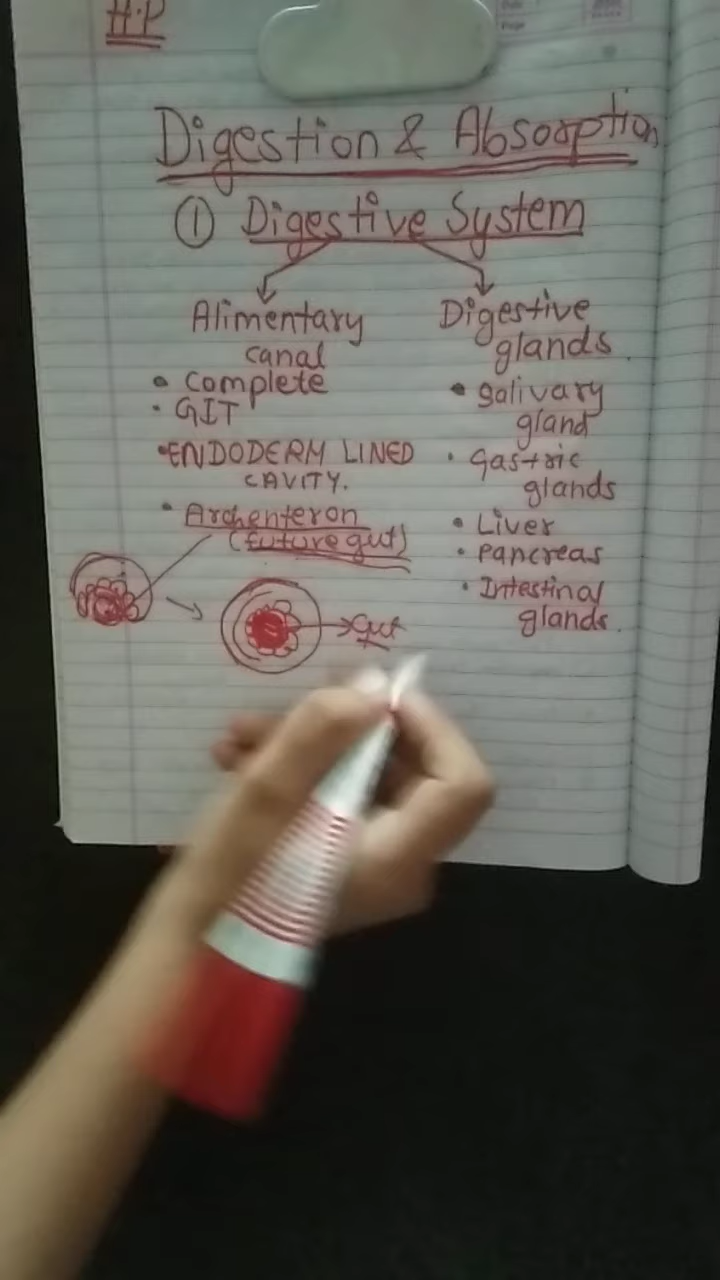 H.P
Digestion & Absorption
① Digestive System
Alimentary
canal
• Complete
• GIT
• ENDODERM LINED
CAVITY.
• Archenteron
(future gut)
Gut
Digestive
glands.
• Salivary
gland
• Gastric
glands
• Liver
• Pancreas
• Intestinal
glands.